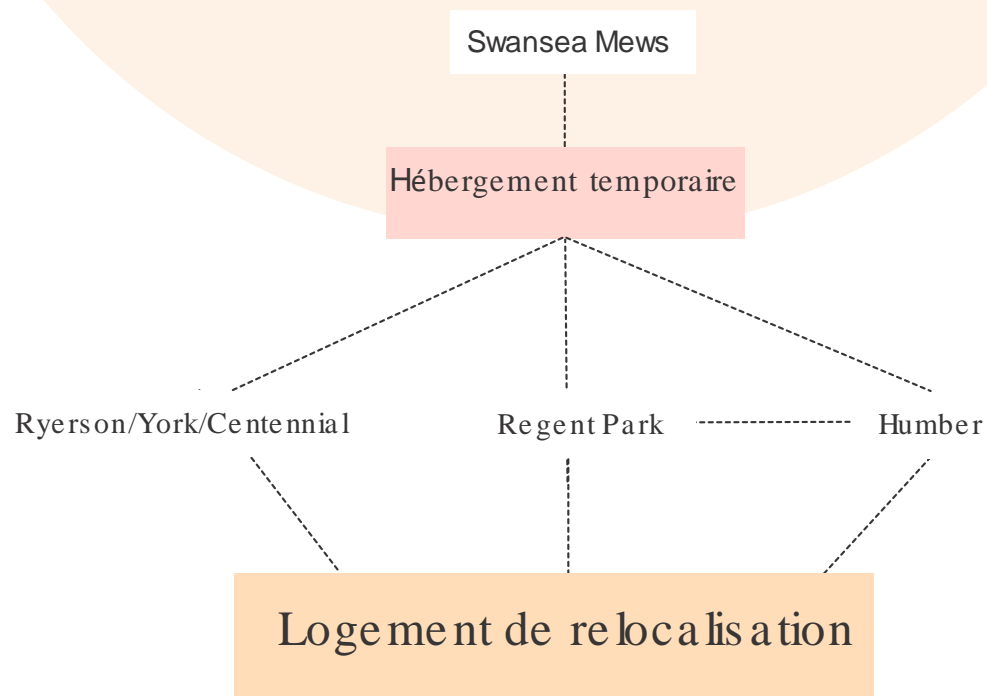 Swansea Mews
Hébergement temporaire
Ryerson/York/Centennial
Regent Park
Humber
Logement de relocalisation